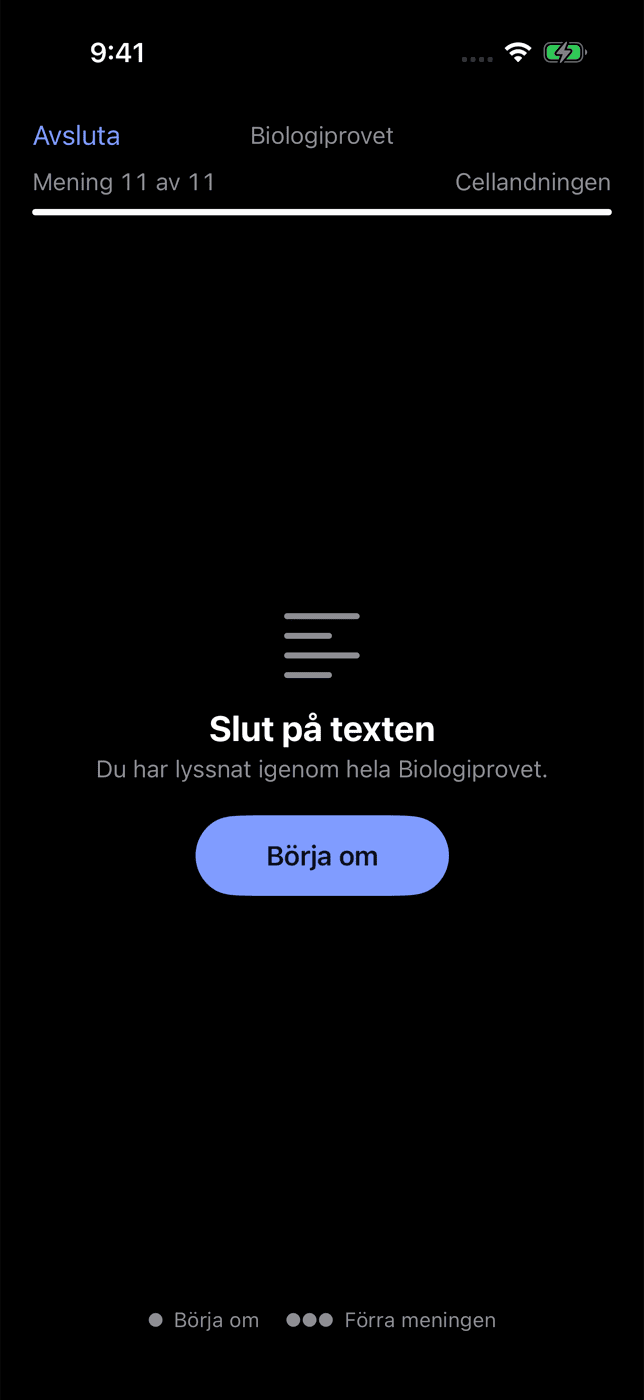 9:41
Avsluta
Biologiprovet
Mening 11 av 11
Cellandningen
Slut på texten
Du har lyssnat igenom hela Biologiprovet.
Börja om
Börja om
Förra meningen